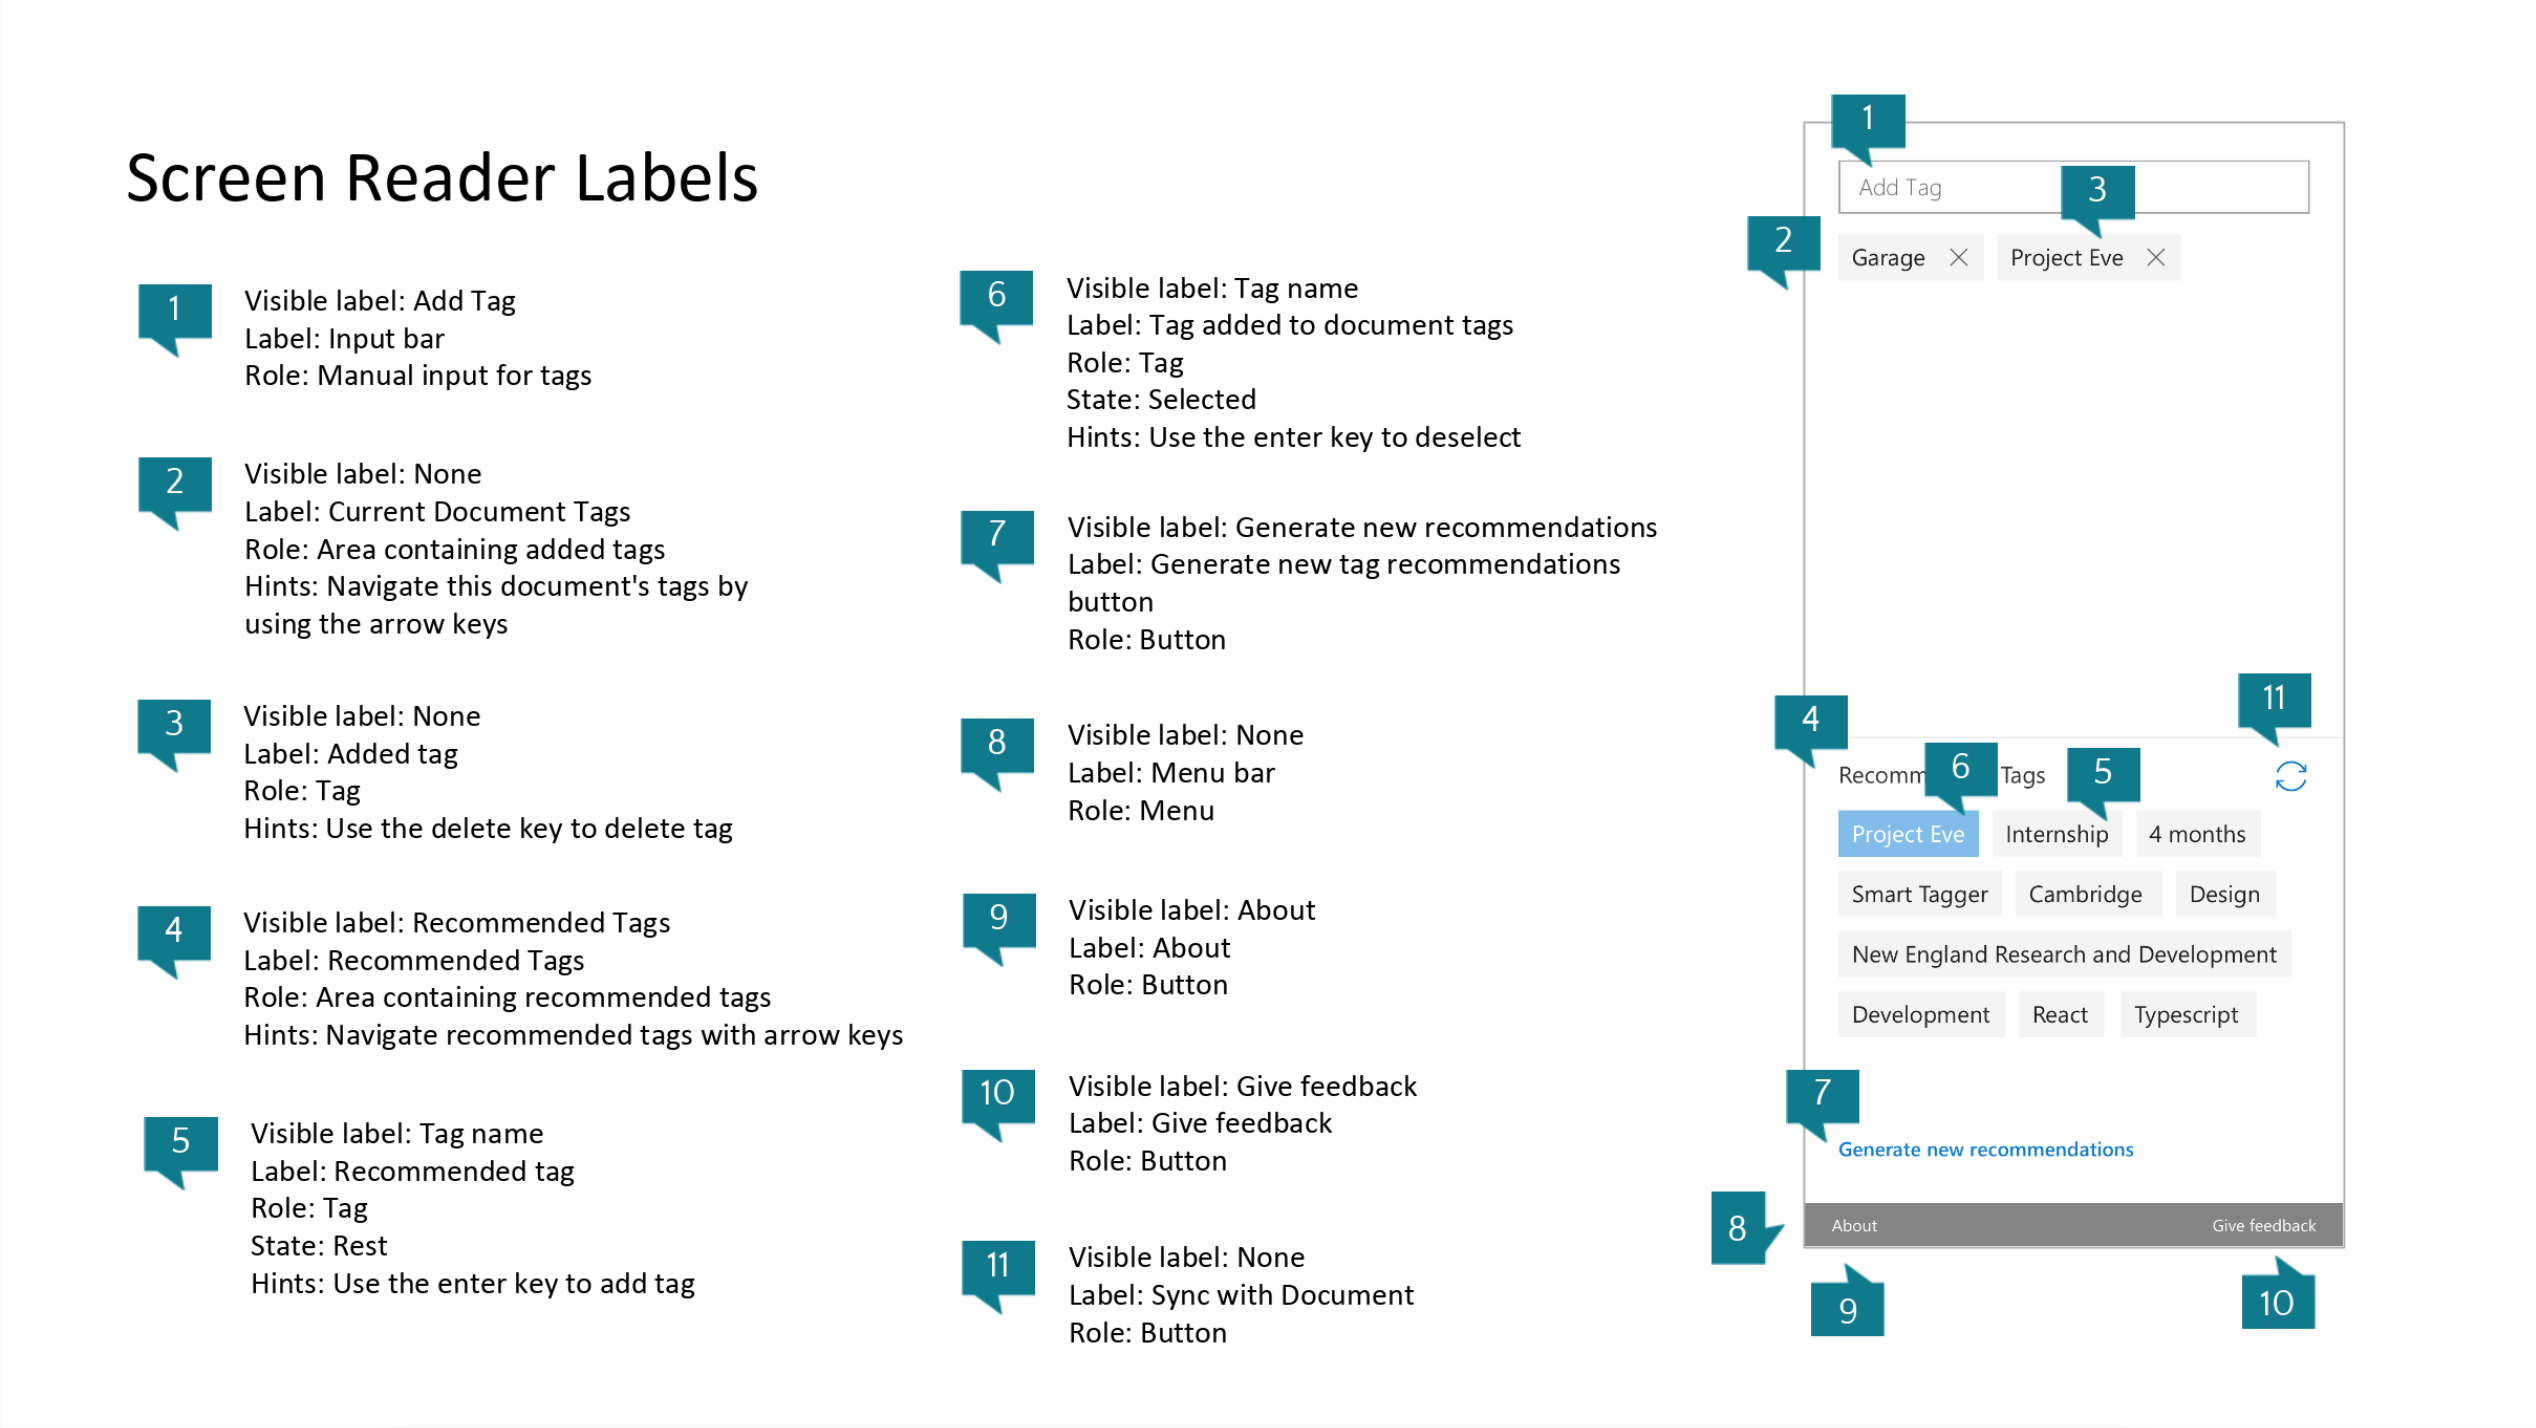 Screen Reader Labels
1
Visible label: Add Tag
Label: Input bar
Role: Manual input for tags
2
Visible label: None
Label: Current Document Tags
Role: Area containing added tags
Hints: Navigate this document's tags by
using the arrow keys
3
Visible label: None
Label: Added tag
Role: Tag
Hints: Use the delete key to delete tag
4
Visible label: Recommended Tags
Label: Recommended Tags
Role: Area containing recommended tags
Hints: Navigate recommended tags with arrow keys
5
Visible label: Tag name
Label: Recommended tag
Role: Tag
State: Rest
Hints: Use the enter key to add tag
6
Visible label: Tag name
Label: Tag added to document tags
Role: Tag
State: Selected
Hints: Use the enter key to deselect
7
Visible label: Generate new recommendations
Label: Generate new tag recommendations
button
Role: Button
8
Visible label: None
Label: Menu bar
Role: Menu
9
Visible label: About
Label: About
Role: Button
10
Visible label: Give feedback
Label: Give feedback
Role: Button
11
Visible label: None
Label: Sync with Document
Role: Button
1
Add Tag
3
2
Garage Project Eve
11
4
Recomm 6 Tags 5
Project Eve Internship 4 months
Smart Tagger Cambridge Design
New England Research and Development
Development React Typescript
7
Generate new recommendations
8
About Give feedback
9
10